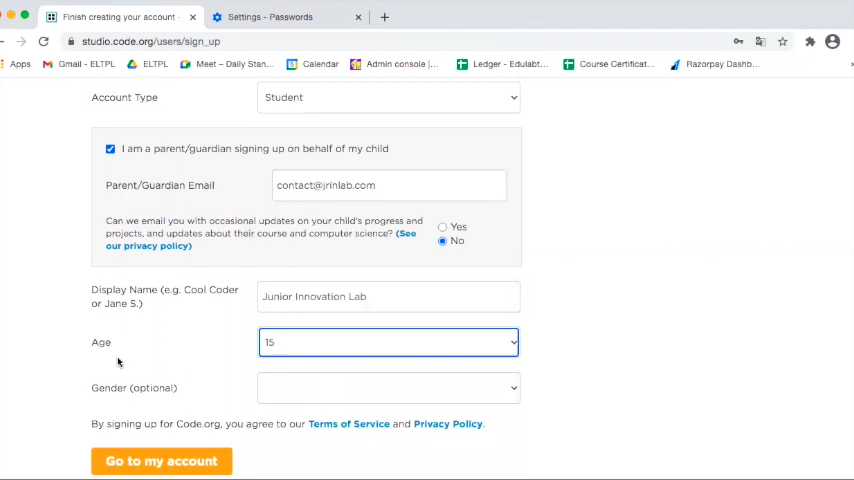 Finish creating your account -
Settings - Passwords
studio.code.org/users/sign_up
Apps
Gmail - ELTPL
ELTPL
Meet – Daily Stan...
Calendar
Admin console |...
Ledger - Edulabt...
Course Certificat...
Razorpay Dashb...
Account Type
Student
I am a parent/guardian signing up on behalf of my child
Parent/Guardian Email
contact@jrinlab.com
Can we email you with occasional updates on your child's progress and
projects, and updates about their course and computer science? (See
our privacy policy)
Yes
No
Display Name (e.g. Cool Coder
or Jane S.)
Junior Innovation Lab
Age
15
Gender (optional)
By signing up for Code.org, you agree to our Terms of Service and Privacy Policy.
Go to my account